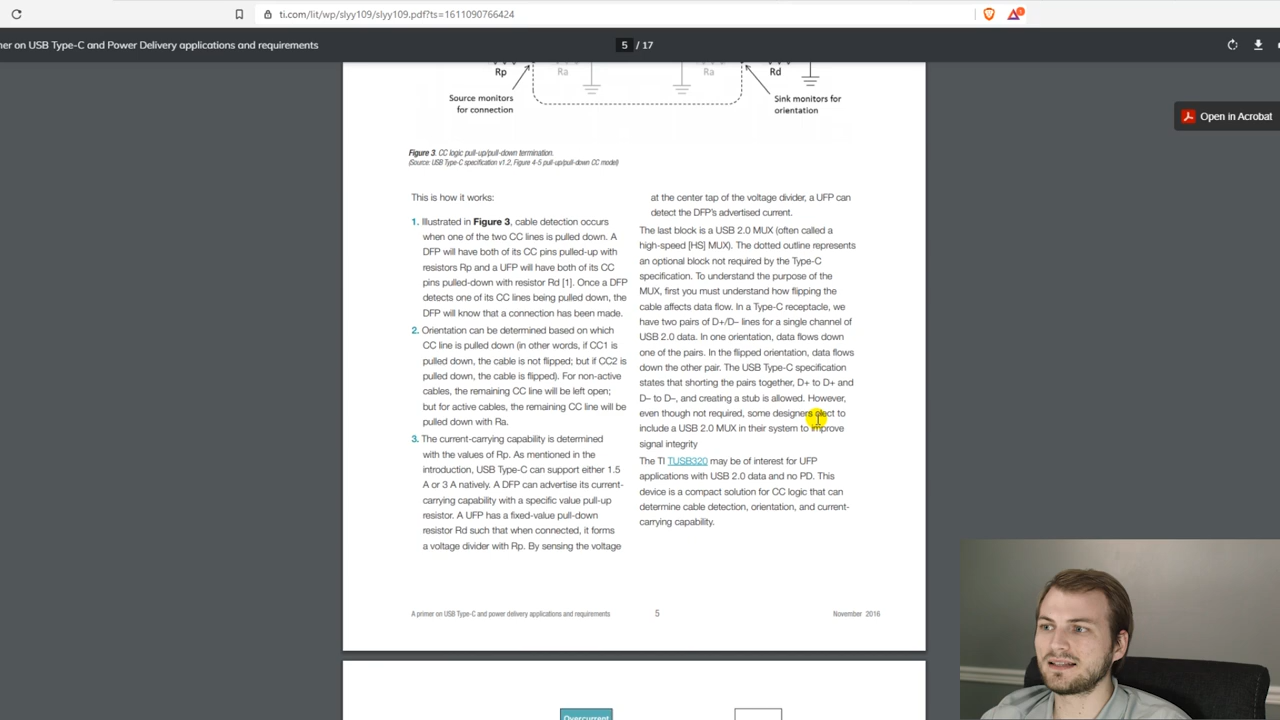 ti.com/lit/wp/slyy109/slyy109.pdf?ts=1611090766424
ner on USB Type-C and Power Delivery applications and requirements
5 / 17
Open in Acrobat
Rp
Ra
Ra
Rd
Source monitors
for connection
Sink monitors for
orientation
Figure 3. CC logic pull-up/pull-down termination.
(Source: USB Type-C specification v1.2, Figure 4-5 pull-up/pull-down CC model)
This is how it works:
1. Illustrated in Figure 3, cable detection occurs
when one of the two CC lines is pulled down. A
DFP will have both of its CC pins pulled-up with
resistors Rp and a UFP will have both of its CC
pins pulled-down with resistor Rd [1]. Once a DFP
detects one of its CC lines being pulled down, the
DFP will know that a connection has been made.
2. Orientation can be determined based on which
CC line is pulled down (in other words, if CC1 is
pulled down, the cable is not flipped; but if CC2 is
pulled down, the cable is flipped). For non-active
cables, the remaining CC line will be left open;
but for active cables, the remaining CC line will be
pulled down with Ra.
3. The current-carrying capability is determined
with the values of Rp. As mentioned in the
introduction, USB Type-C can support either 1.5
A or 3 A natively. A DFP can advertise its current-
carrying capability with a specific value pull-up
resistor. A UFP has a fixed-value pull-down
resistor Rd such that when connected, it forms
a voltage divider with Rp. By sensing the voltage
at the center tap of the voltage divider, a UFP can
detect the DFP's advertised current.
The last block is a USB 2.0 MUX (often called a
high-speed [HS] MUX). The dotted outline represents
an optional block not required by the Type-C
specification. To understand the purpose of the
MUX, first you must understand how flipping the
cable affects data flow. In a Type-C receptacle, we
have two pairs of D+/D– lines for a single channel of
USB 2.0 data. In one orientation, data flows down
one of the pairs. In the flipped orientation, data flows
down the other pair. The USB Type-C specification
states that shorting the pairs together, D+ to D+ and
D– to D–, and creating a stub is allowed. However,
even though not required, some designers elect to
include a USB 2.0 MUX in their system to improve
signal integrity
The TI TUSB320 may be of interest for UFP
applications with USB 2.0 data and no PD. This
device is a compact solution for CC logic that can
determine cable detection, orientation, and current-
carrying capability.
A primer on USB Type-C and power delivery applications and requirements
5
November 2016
Overcurrent